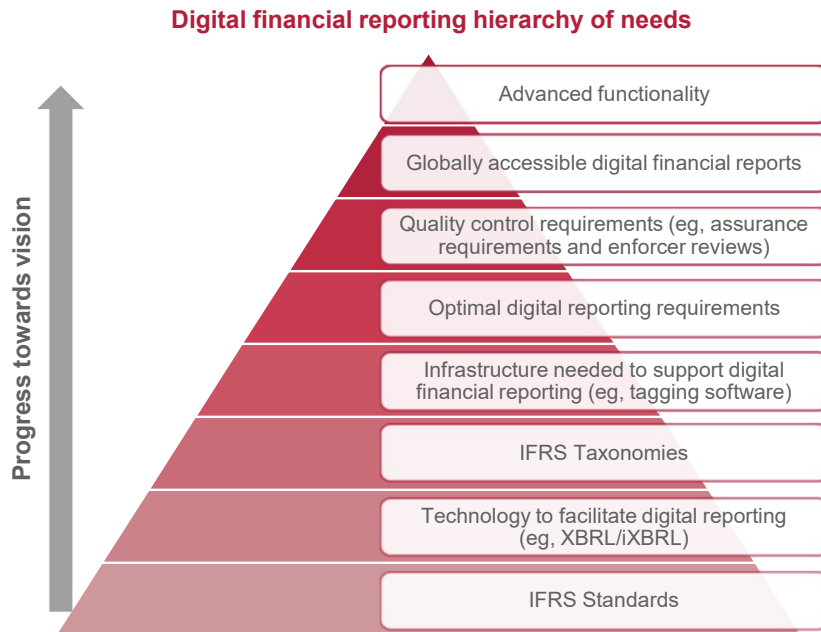 Digital financial reporting hierarchy of needs
Progress towards vision
Advanced functionality
Globally accessible digital financial reports
Quality control requirements (eg, assurance
requirements and enforcer reviews)
Optimal digital reporting requirements
Infrastructure needed to support digital
financial reporting (eg, tagging software)
IFRS Taxonomies
Technology to facilitate digital reporting
(eg, XBRL/iXBRL)
IFRS Standards